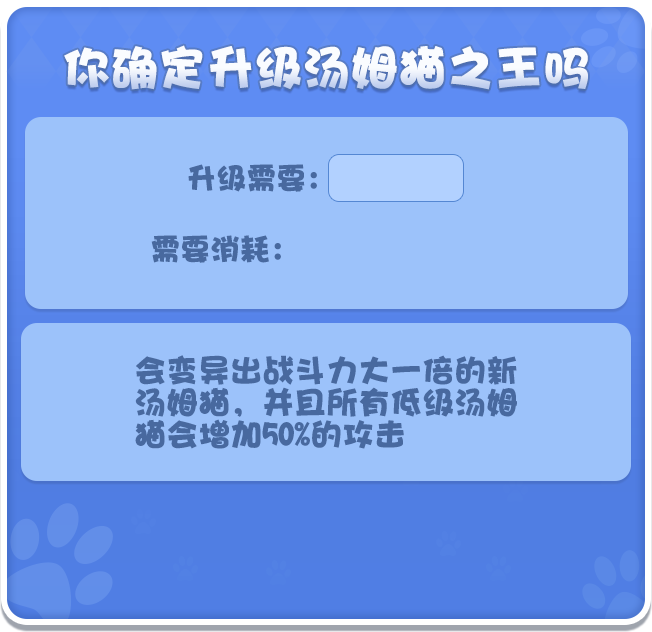 你确定升级汤姆猫之王吗
升级需要：
需要消耗：
会变异出战斗力大一倍的新
汤姆猫，并且所有低级汤姆
猫会增加50%的攻击